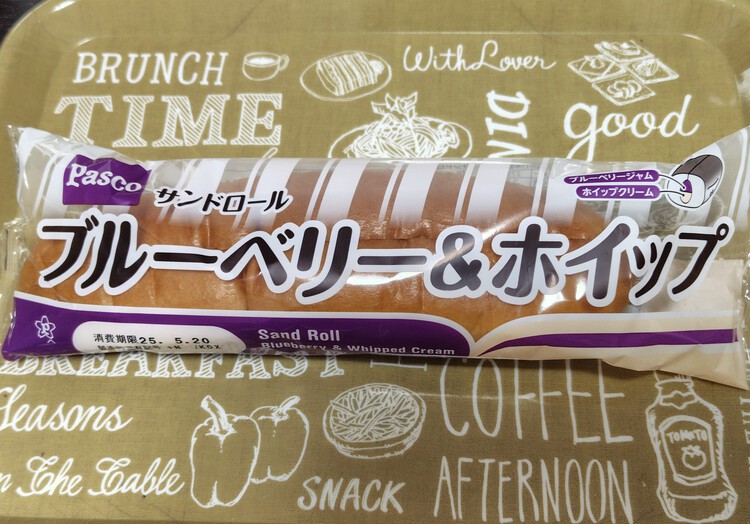 BRUNCH
TIME
With Lover
good
Pasco
サンドロール
ブルーベリージャム
ホイップクリーム
ブルーベリー&ホイップ
消費期限25. 5.20
Sand Roll
Blueberry & Whipped Cream
BREAKFAST
Seasons
COFFEE
The Table
SNACK
AFTERNOON
TOMATO